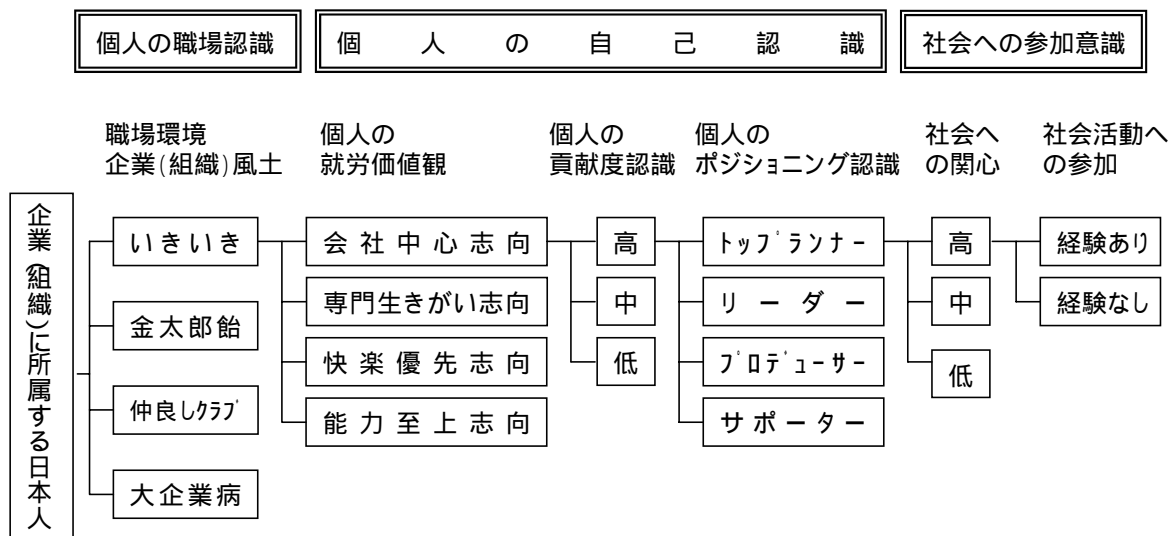 個人の職場認識
個人の自己認識
社会への参加意識
職場環境
企業(組織)風土
個人の
就労価値観
個人の
貢献度認識
個人の
ポジショニング認識
社会へ
の関心
社会活動へ
の参加
企業(組織)に所属する日本人
いきいき
会社中心志向
高
トップランナー
高
経験あり
金太郎飴
専門生きがい志向
中
リーダー
中
経験なし
仲良しクラブ
快楽優先志向
低
プロデューサー
低
大企業病
能力至上志向
サポーター